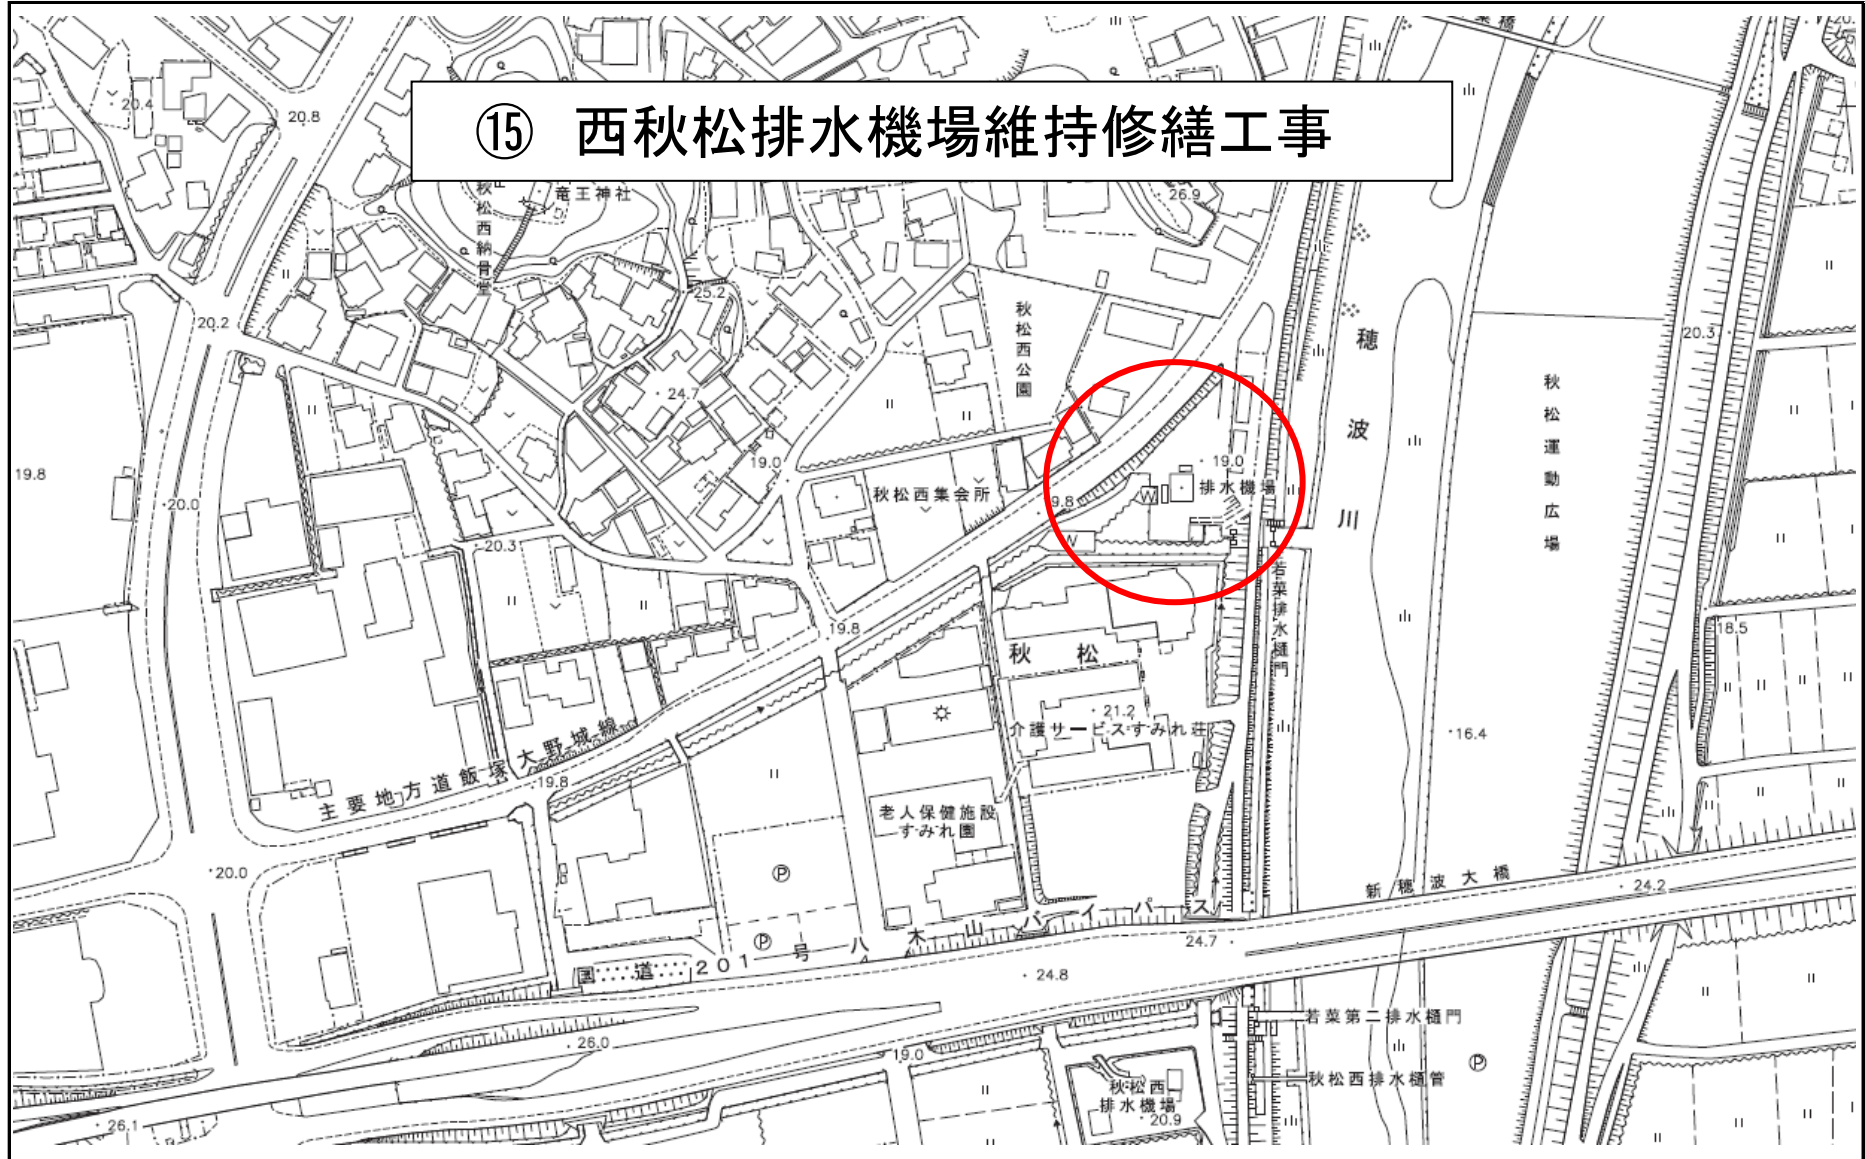 ⑮ 西秋松排水機場維持修繕工事
20.4
20.8
竜王神社
秋松西納骨堂
26.9
25.2
20.2
20.3
秋松西公園
穂波川
秋松運動広場
24.7
19.0
19.0
排水機場
秋松西集会所
9.8
19.8
20.0
20.3
若菜排水樋門
19.8
秋松
18.5
21.2
介護サービスすみれ荘
16.4
主要地方道飯塚大野城線
19.8
老人保健施設
すみれ園
20.0
P
新穂波大橋
24.2
24.7
P
国道201号八木山バイパス
24.8
若菜第二排水樋門
26.0
19.0
P
秋松西排水樋管
秋松西
排水機場
20.9
26.1